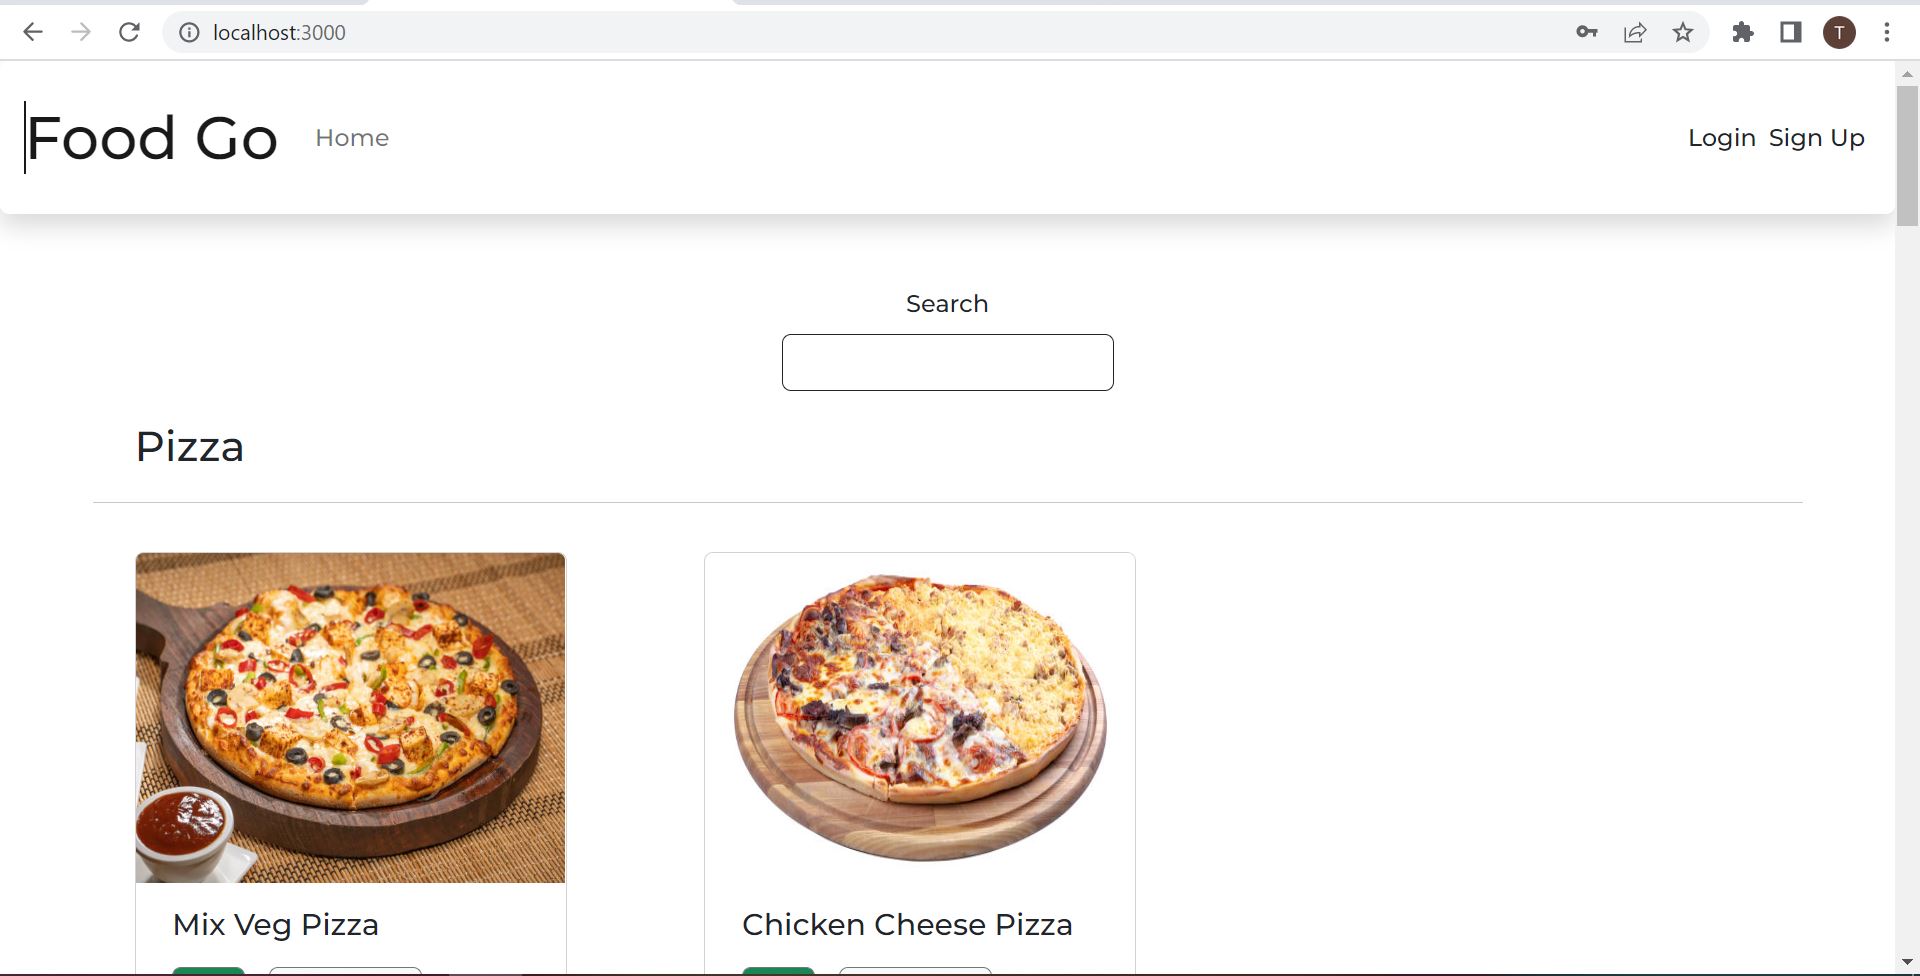 localhost:3000
T
Food Go
Home
Login Sign Up
Search
Pizza
Mix Veg Pizza
Chicken Cheese Pizza